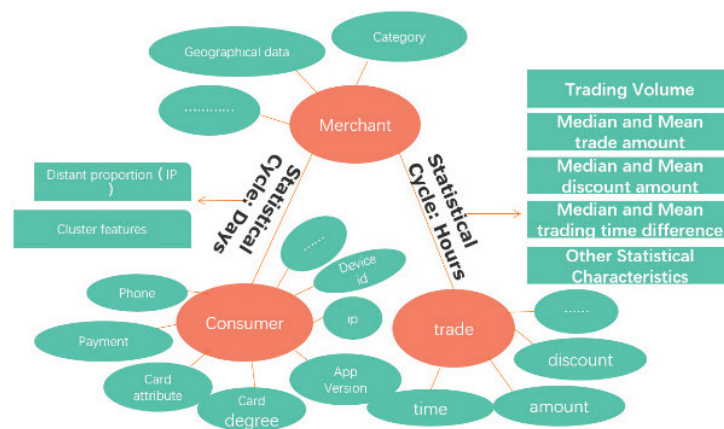 Geographical data
Category
............
Merchant
Trading Volume
Median and Mean
trade amount
Median and Mean
discount amount
Median and Mean
trading time difference
Other Statistical
Characteristics
Distant proportion ( IP
)
Cluster features
Statistical
Cycle: Days
Statistical
Cycle: Hours
......
Device
id
Phone
Consumer
ip
trade
......
Payment
discount
Card
attribute
Card
degree
App
Version
time
amount